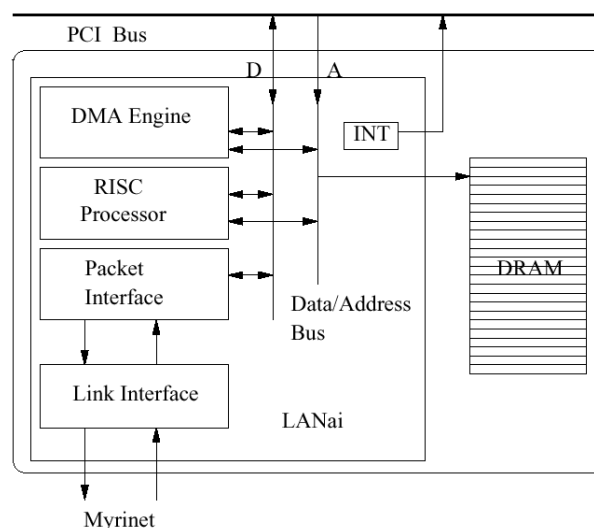 PCI Bus
D
A
DMA Engine
INT
RISC
Processor
DRAM
Packet
Interface
Data/Address
Bus
Link Interface
LANai
Myrinet